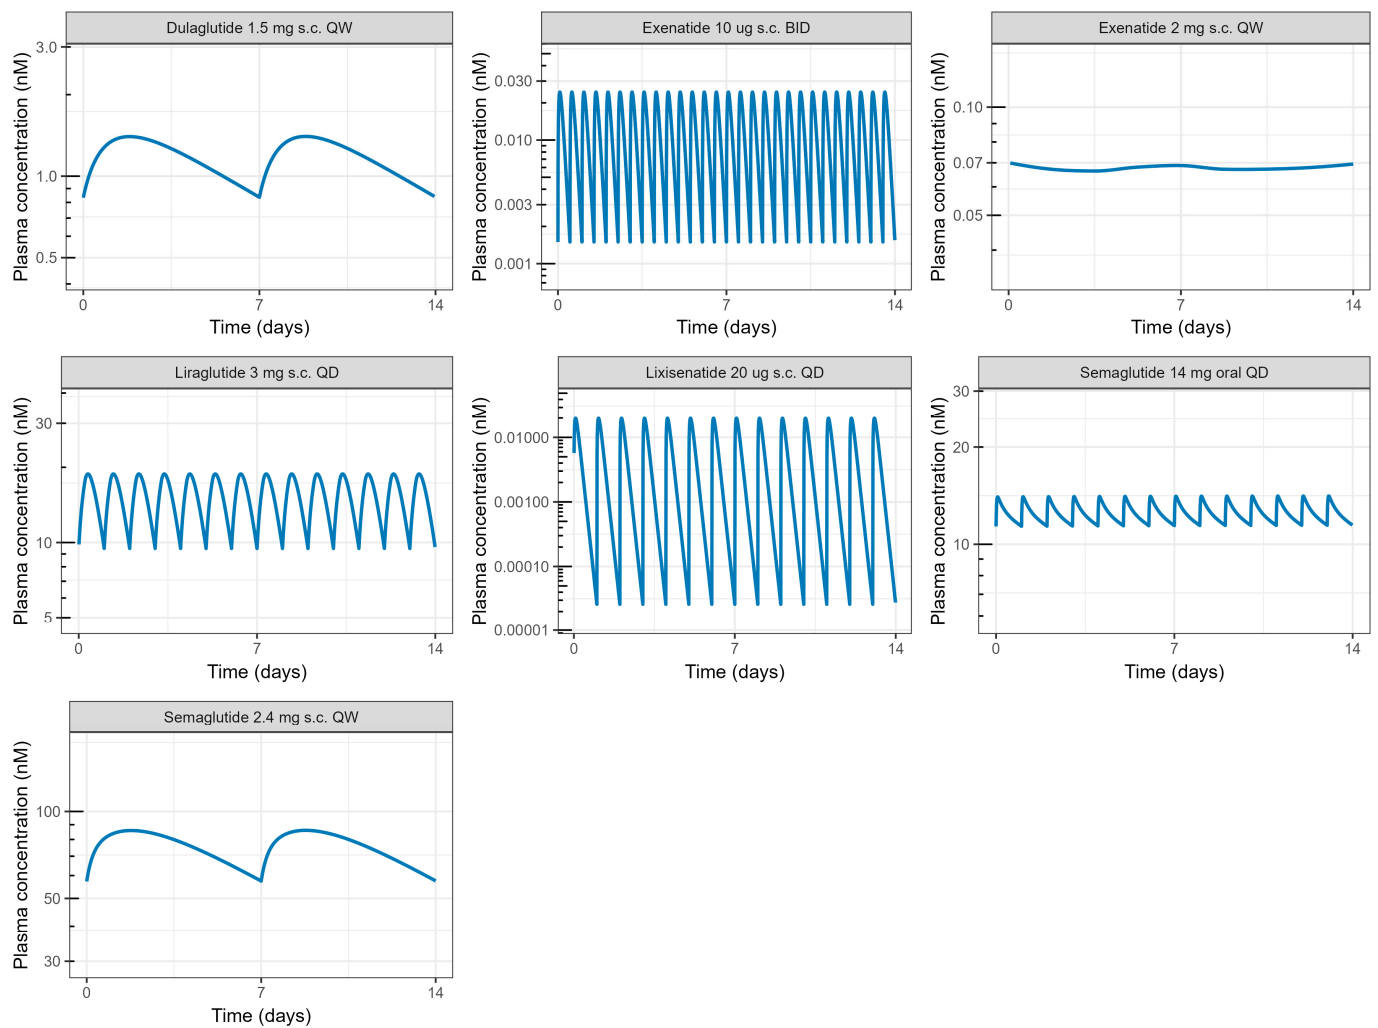 Dulaglutide 1.5 mg s.c. QW
Plasma concentration (nM)
3.0
1.0
0.5
0
7
14
Time (days)
Exenatide 10 ug s.c. BID
Plasma concentration (nM)
0.030
0.010
0.003
0.001
0
7
14
Time (days)
Exenatide 2 mg s.c. QW
Plasma concentration (nM)
0.10
0.07
0.05
0
7
14
Time (days)
Liraglutide 3 mg s.c. QD
Plasma concentration (nM)
30
10
5
0
7
14
Time (days)
Lixisenatide 20 ug s.c. QD
Plasma concentration (nM)
0.01000
0.00100
0.00010
0.00001
0
7
14
Time (days)
Semaglutide 14 mg oral QD
Plasma concentration (nM)
30
20
10
0
7
14
Time (days)
Semaglutide 2.4 mg s.c. QW
Plasma concentration (nM)
100
50
30
0
7
14
Time (days)